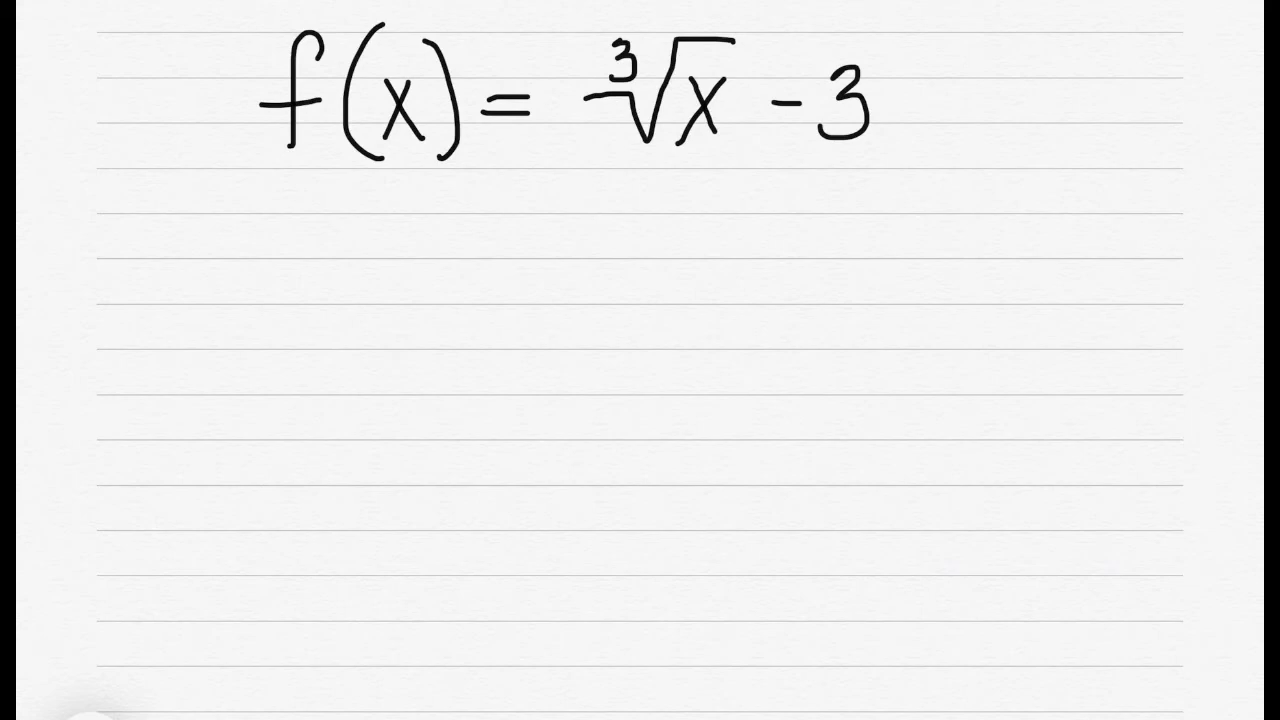 f(x) = ∛x - 3